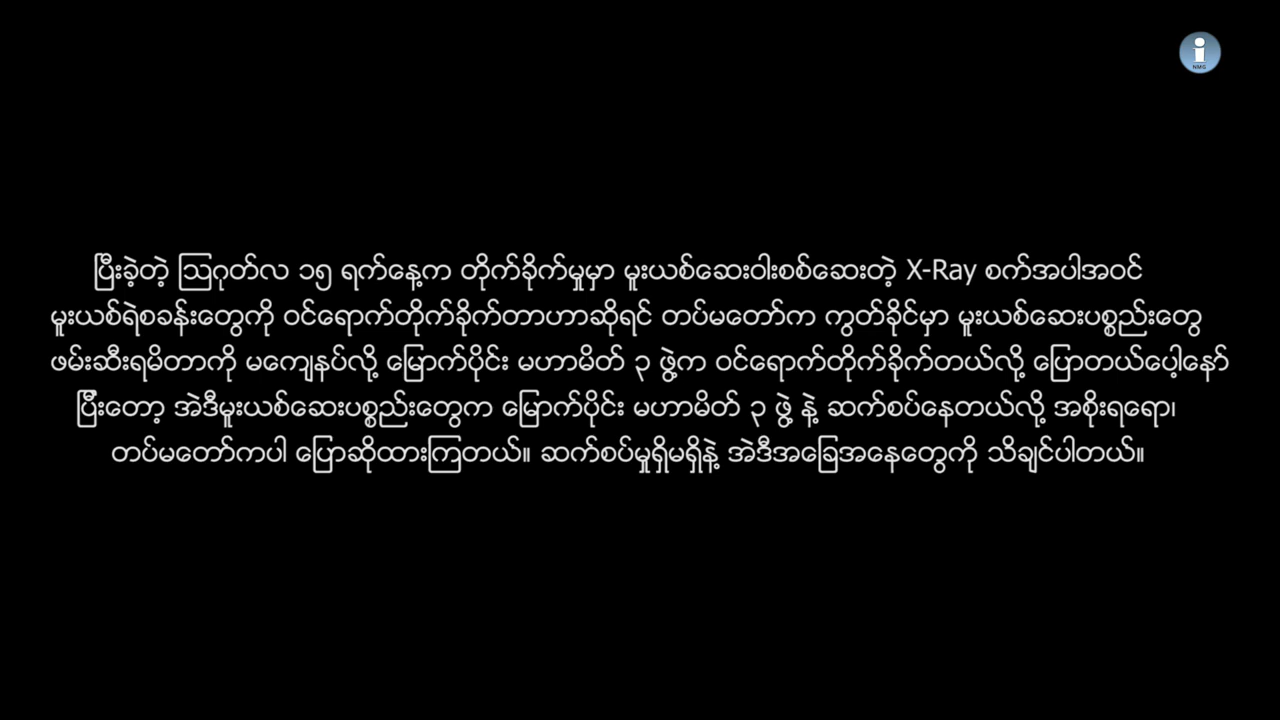 NMG
ပြီးခဲ့တဲ့ ဩဂုတ်လ ၁၅ ရက်နေ့က တိုက်ခိုက်မှုမှာ မူးယစ်ဆေးဝါးစစ်ဆေးတဲ့ X-Ray စက်အပါအဝင်
မူးယစ်ရဲစခန်းတွေကို ဝင်ရောက်တိုက်ခိုက်တာဟာဆိုရင် တပ်မတော်က ကွတ်ခိုင်မှာ မူးယစ်ဆေးပစ္စည်းတွေ
ဖမ်းဆီးရမိတာကို မကျေနပ်လို့ မြောက်ပိုင်း မဟာမိတ် ၃ ဖွဲ့က ဝင်ရောက်တိုက်ခိုက်တယ်လို့ ပြောတယ်ပေါ့နော်
ပြီးတော့ အဲဒီမူးယစ်ဆေးပစ္စည်းတွေက မြောက်ပိုင်း မဟာမိတ် ၃ ဖွဲ့ နဲ့ ဆက်စပ်နေတယ်လို့ အစိုးရရော၊
တပ်မတော်ကပါ ပြောဆိုထားကြတယ်။ ဆက်စပ်မှုရှိမရှိနဲ့ အဲဒီအခြေအနေတွေကို သိချင်ပါတယ်။